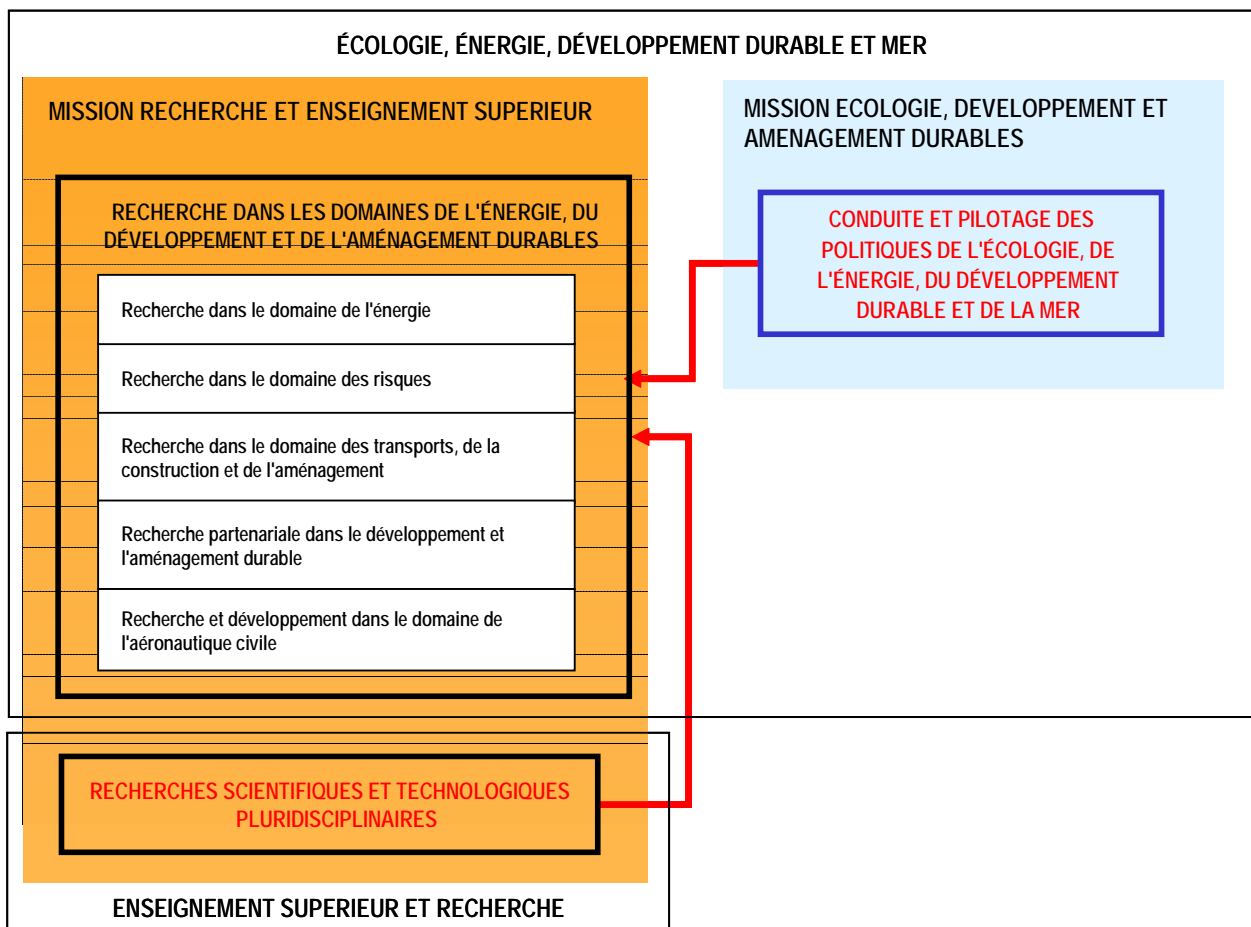 ÉCOLOGIE, ÉNERGIE, DÉVELOPPEMENT DURABLE ET MER
MISSION RECHERCHE ET ENSEIGNEMENT SUPERIEUR
RECHERCHE DANS LES DOMAINES DE L'ÉNERGIE, DU
DÉVELOPPEMENT ET DE L'AMÉNAGEMENT DURABLES
Recherche dans le domaine de l'énergie
Recherche dans le domaine des risques
Recherche dans le domaine des transports, de la
construction et de l'aménagement
Recherche partenariale dans le développement et
l'aménagement durable
Recherche et développement dans le domaine de
l'aéronautique civile
MISSION ECOLOGIE, DEVELOPPEMENT ET
AMENAGEMENT DURABLES
CONDUITE ET PILOTAGE DES
POLITIQUES DE L'ÉCOLOGIE, DE
L'ÉNERGIE, DU DÉVELOPPEMENT
DURABLE ET DE LA MER
RECHERCHES SCIENTIFIQUES ET TECHNOLOGIQUES
PLURIDISCIPLINAIRES
ENSEIGNEMENT SUPERIEUR ET RECHERCHE